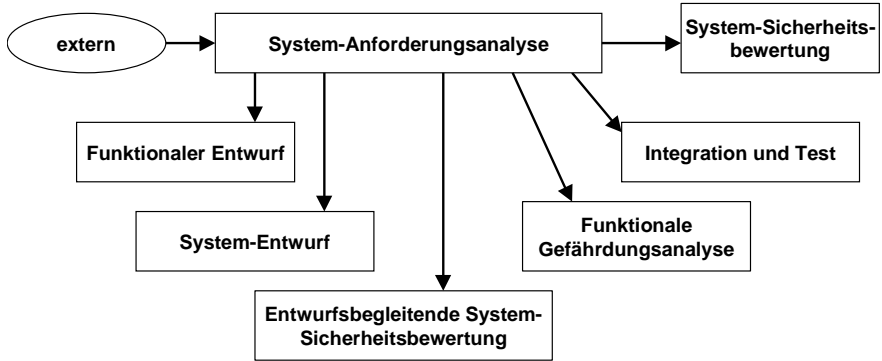 extern
System-Anforderungsanalyse
System-Sicherheits-
bewertung
Funktionaler Entwurf
Integration und Test
System-Entwurf
Funktionale
Gefährdungsanalyse
Entwurfsbegleitende System-
Sicherheitsbewertung